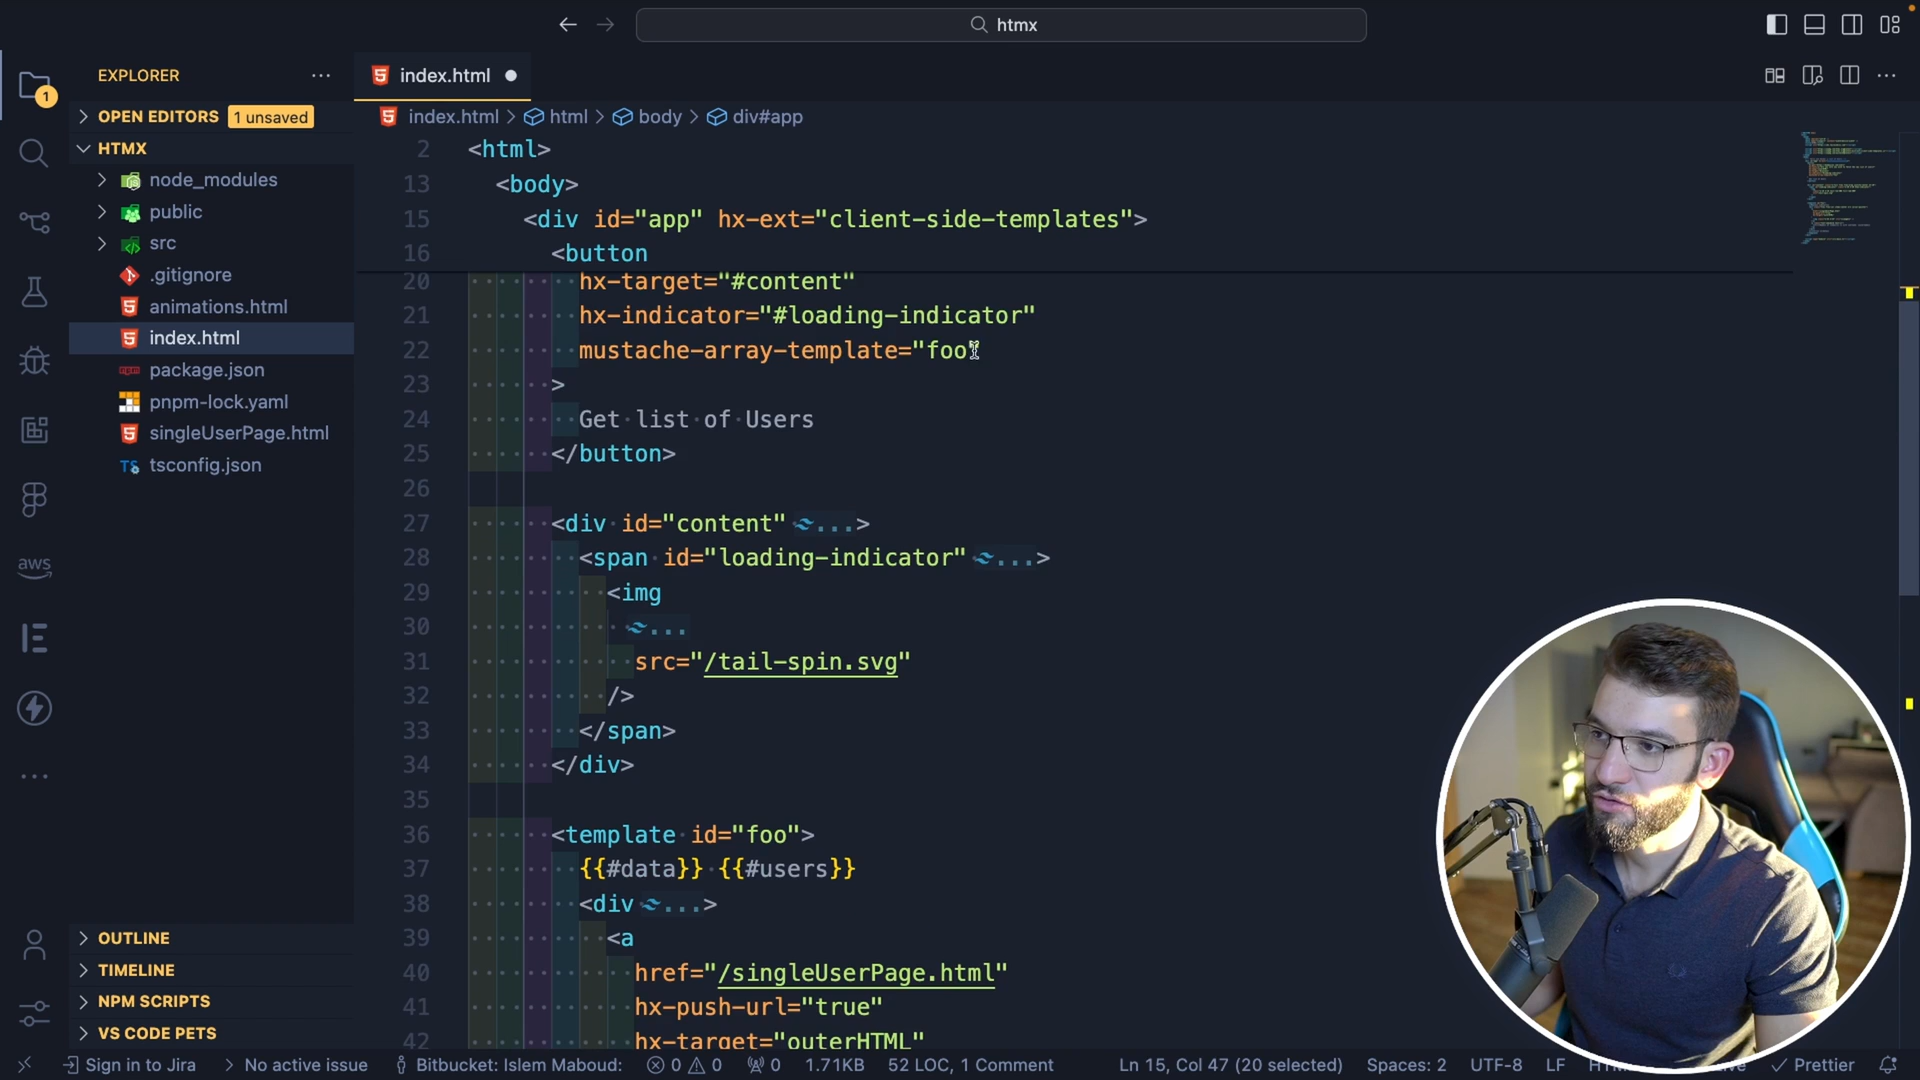 htmx
EXPLORER
index.html
OPEN EDITORS 1 unsaved
index.html > html > body > div#app
HTMX
node_modules
public
src
.gitignore
animations.html
index.html
package.json
pnpm-lock.yaml
singleUserPage.html
tsconfig.json
OUTLINE
TIMELINE
NPM SCRIPTS
VS CODE PETS
1
aws
2 <html>
13 <body>
15 <div id="app" hx-ext="client-side-templates">
16 <button
20 hx-target="#content"
21 hx-indicator="#loading-indicator"
22 mustache-array-template="foo"
23 >
24 Get list of Users
25 </button>
26
27 <div id="content" ...>
28 <span id="loading-indicator" ...>
29 <img
30 ...
31 src="/tail-spin.svg"
32 />
33 </span>
34 </div>
35
36 <template id="foo">
37 {{#data}} {{#users}}
38 <div ...>
39 <a
40 href="/singleUserPage.html"
41 hx-push-url="true"
42 hx-target="outerHTML"
Sign in to Jira No active issue Bitbucket: Islem Maboud: 0 0 0 1.71KB 52 LOC, 1 Comment Ln 15, Col 47 (20 selected) Spaces: 2 UTF-8 LF Prettier